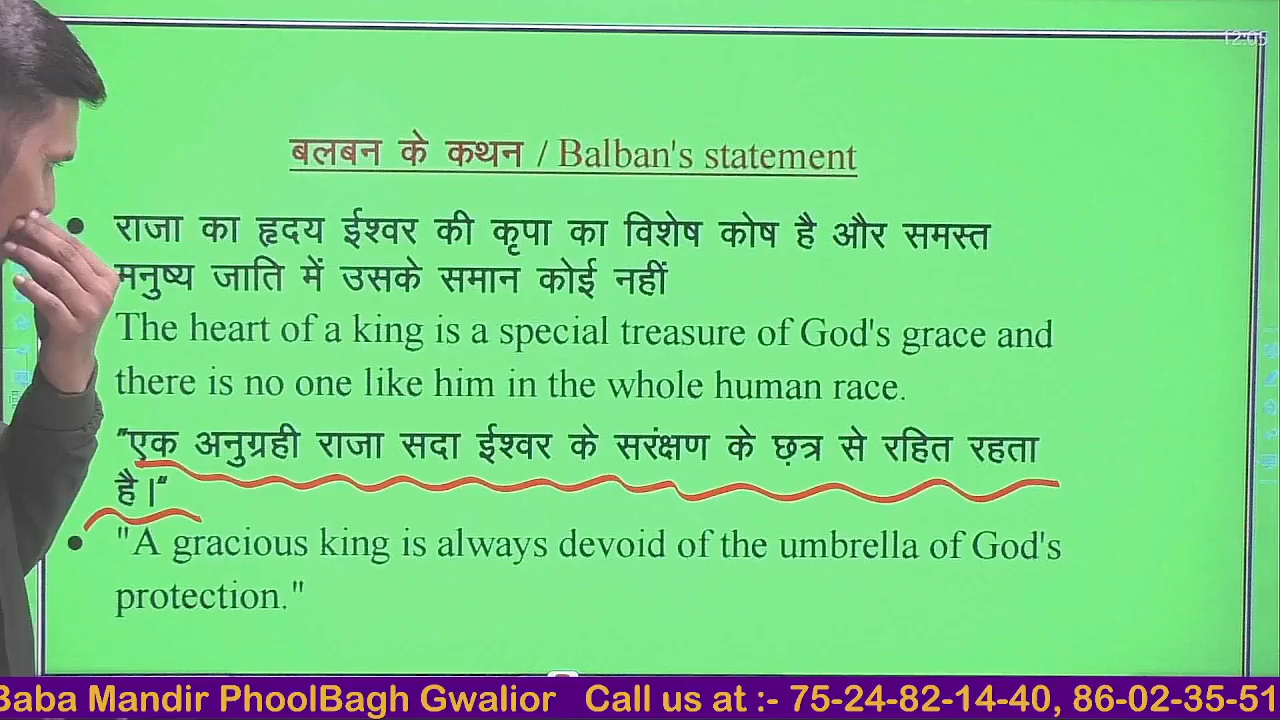 12:05
बलबन के कथन / Balban's statement
• राजा का हृदय ईश्वर की कृपा का विशेष कोष है और समस्त
मनुष्य जाति में उसके समान कोई नहीं
The heart of a king is a special treasure of God's grace and
there is no one like him in the whole human race.
"एक अनुग्रही राजा सदा ईश्वर के सरंक्षण के छ़त्र से रहित रहता
है।"
• "A gracious king is always devoid of the umbrella of God's
protection."
Baba Mandir PhoolBagh Gwalior Call us at :- 75-24-82-14-40, 86-02-35-51